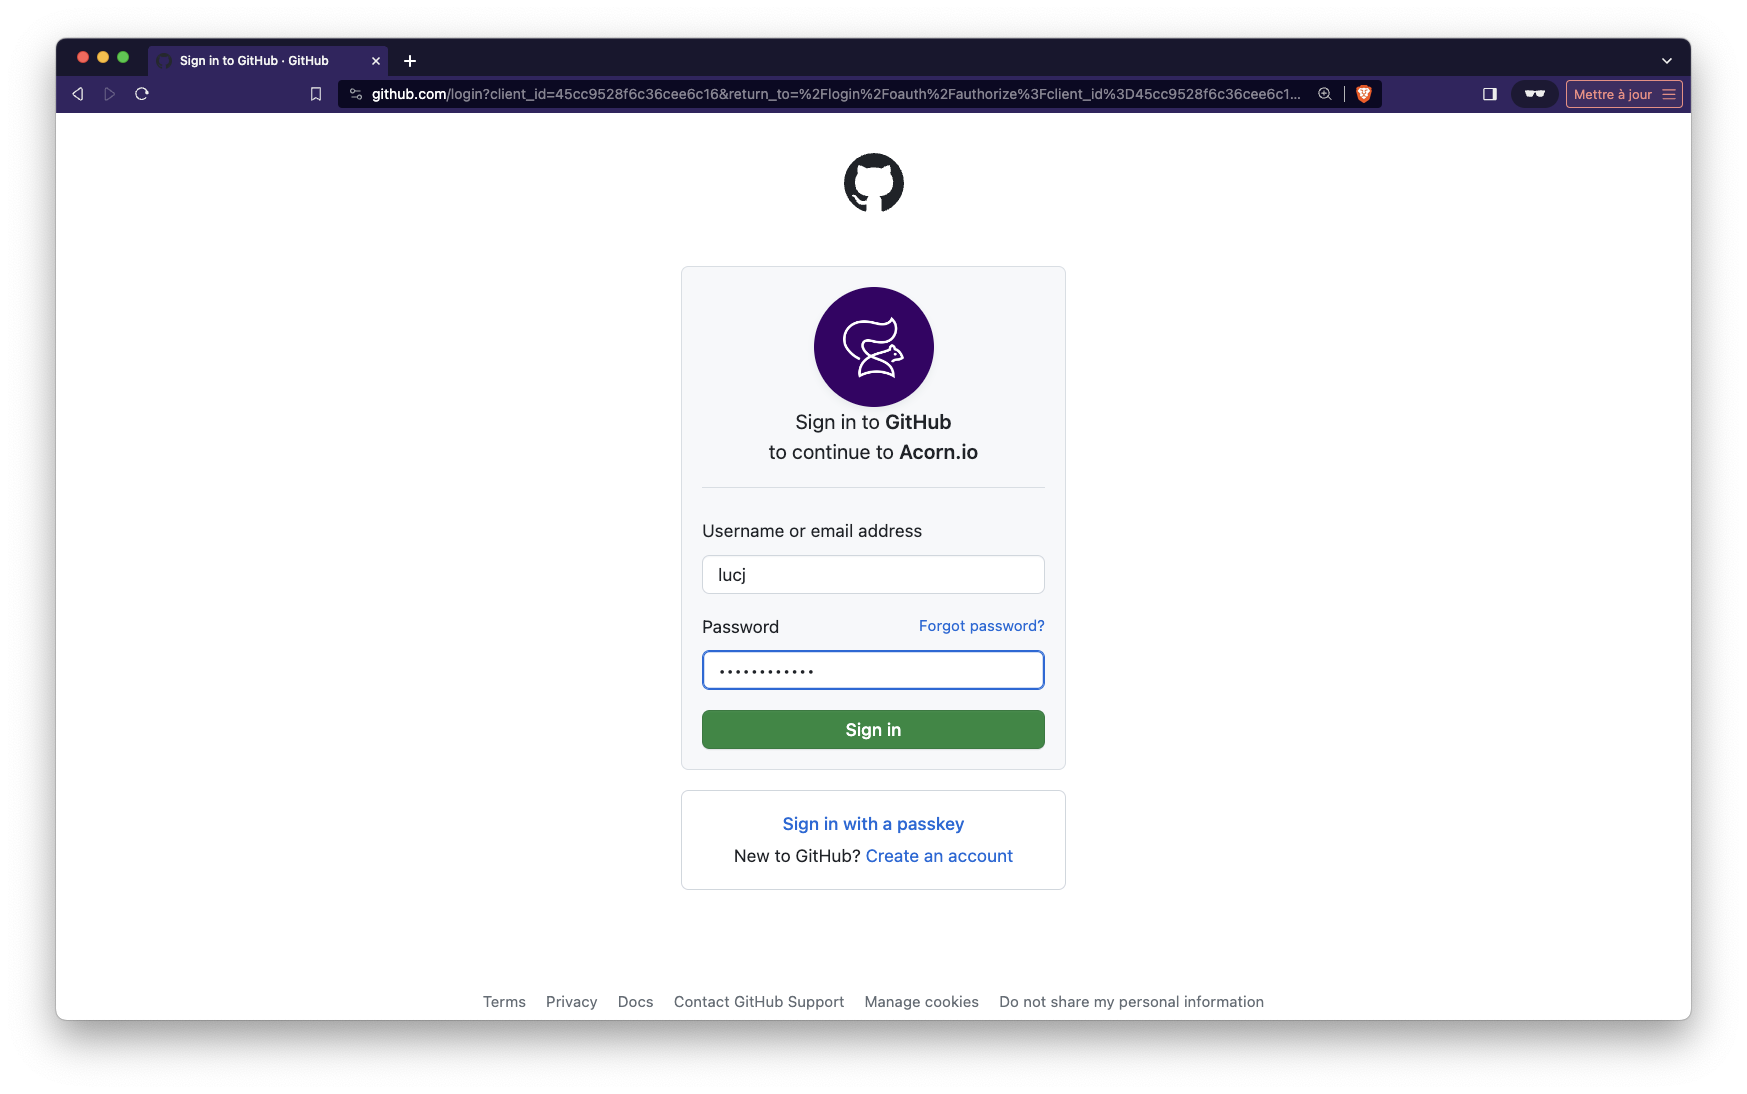 Sign in to GitHub · GitHub
github.com/login?client_id=45cc9528f6c36cee6c16&return_to=%2Flogin%2Foauth%2Fauthorize%3Fclient_id%3D45cc9528f6c36cee6c1...
Mettre à jour
Sign in to GitHub
to continue to Acorn.io
Username or email address
lucj
Password
Forgot password?
••••••••••••
Sign in
Sign in with a passkey
New to GitHub? Create an account
Terms Privacy Docs Contact GitHub Support Manage cookies Do not share my personal information